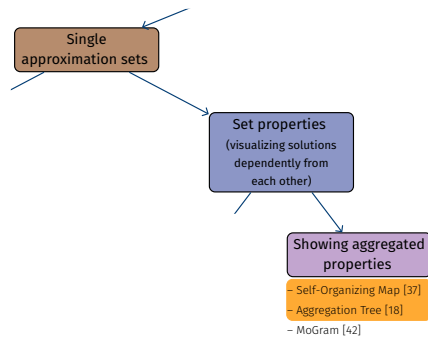 Single
approximation sets
Set properties
(visualizing solutions
dependently from
each other)
Showing aggregated
properties
– Self-Organizing Map [37]
– Aggregation Tree [18]
– MoGram [42]